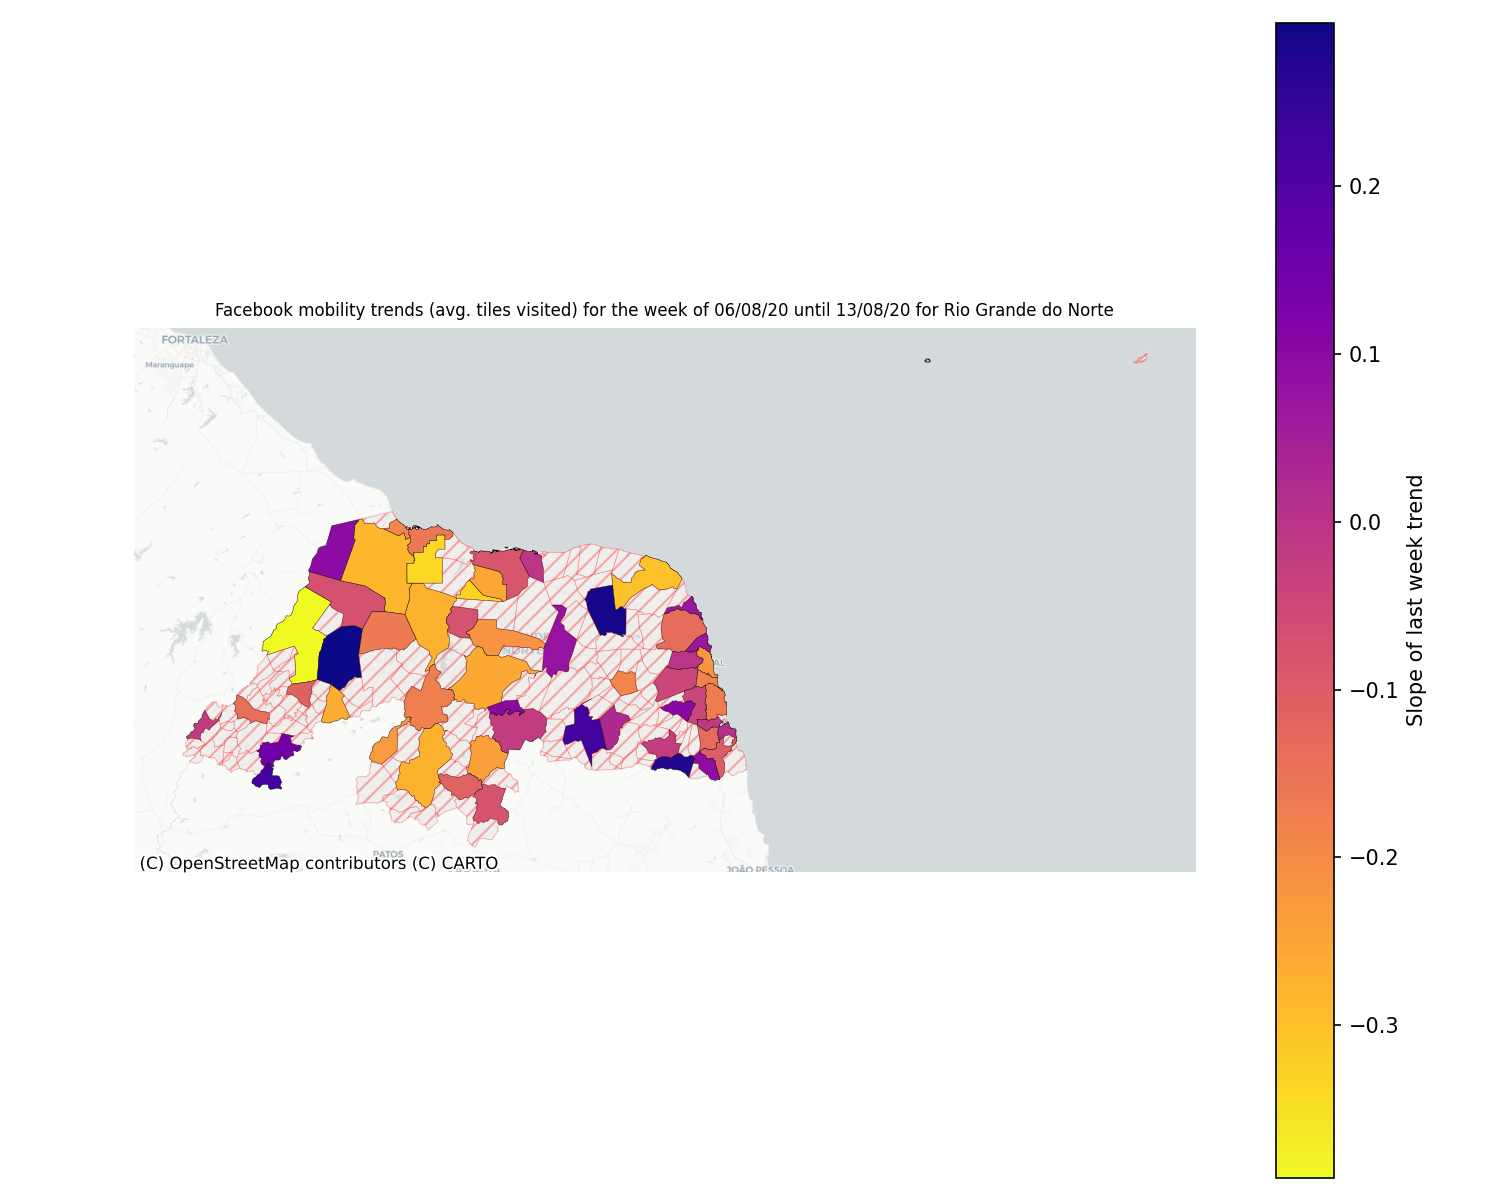 Facebook mobility trends (avg. tiles visited) for the week of 06/08/20 until 13/08/20 for Rio Grande do Norte
FORTALEZA
Maranguape
PATOS
JOÃO PESSOA
(C) OpenStreetMap contributors (C) CARTO
0.2
0.1
0.0
−0.1
−0.2
−0.3
Slope of last week trend